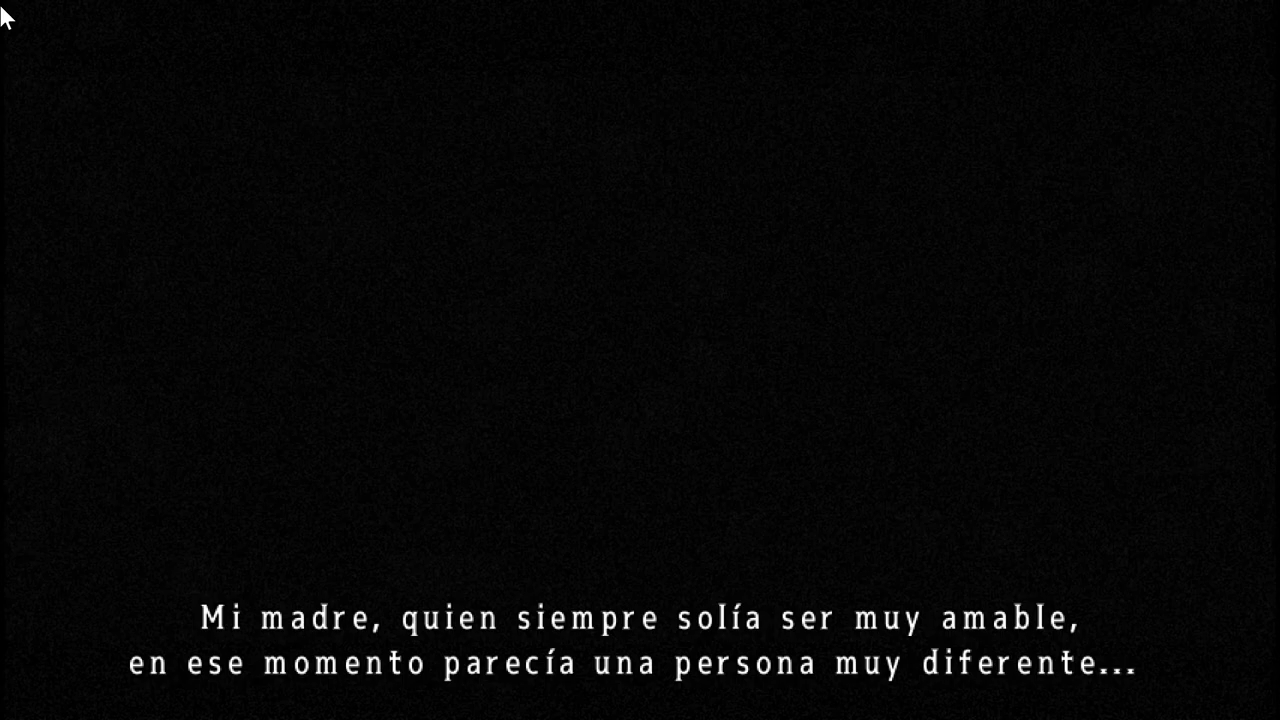 Mi madre, quien siempre solía ser muy amable,
en ese momento parecía una persona muy diferente...